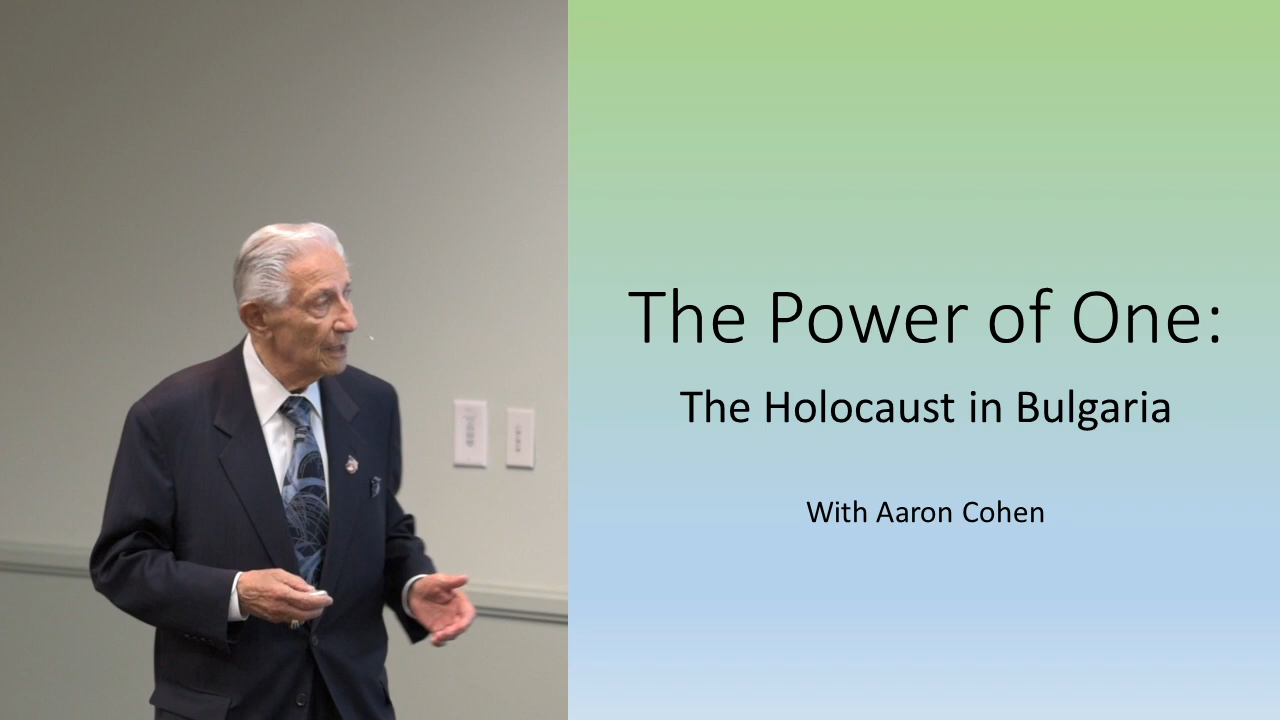 The Power of One:
The Holocaust in Bulgaria
With Aaron Cohen